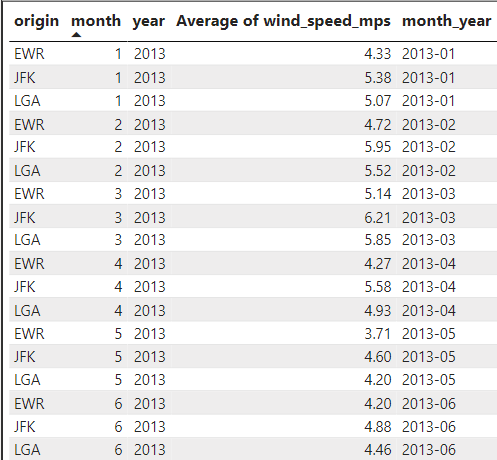 origin month year Average of wind_speed_mps month_year
EWR 1 2013 4.33 2013-01
JFK 1 2013 5.38 2013-01
LGA 1 2013 5.07 2013-01
EWR 2 2013 4.72 2013-02
JFK 2 2013 5.95 2013-02
LGA 2 2013 5.52 2013-02
EWR 3 2013 5.14 2013-03
JFK 3 2013 6.21 2013-03
LGA 3 2013 5.85 2013-03
EWR 4 2013 4.27 2013-04
JFK 4 2013 5.58 2013-04
LGA 4 2013 4.93 2013-04
EWR 5 2013 3.71 2013-05
JFK 5 2013 4.60 2013-05
LGA 5 2013 4.20 2013-05
EWR 6 2013 4.20 2013-06
JFK 6 2013 4.88 2013-06
LGA 6 2013 4.46 2013-06